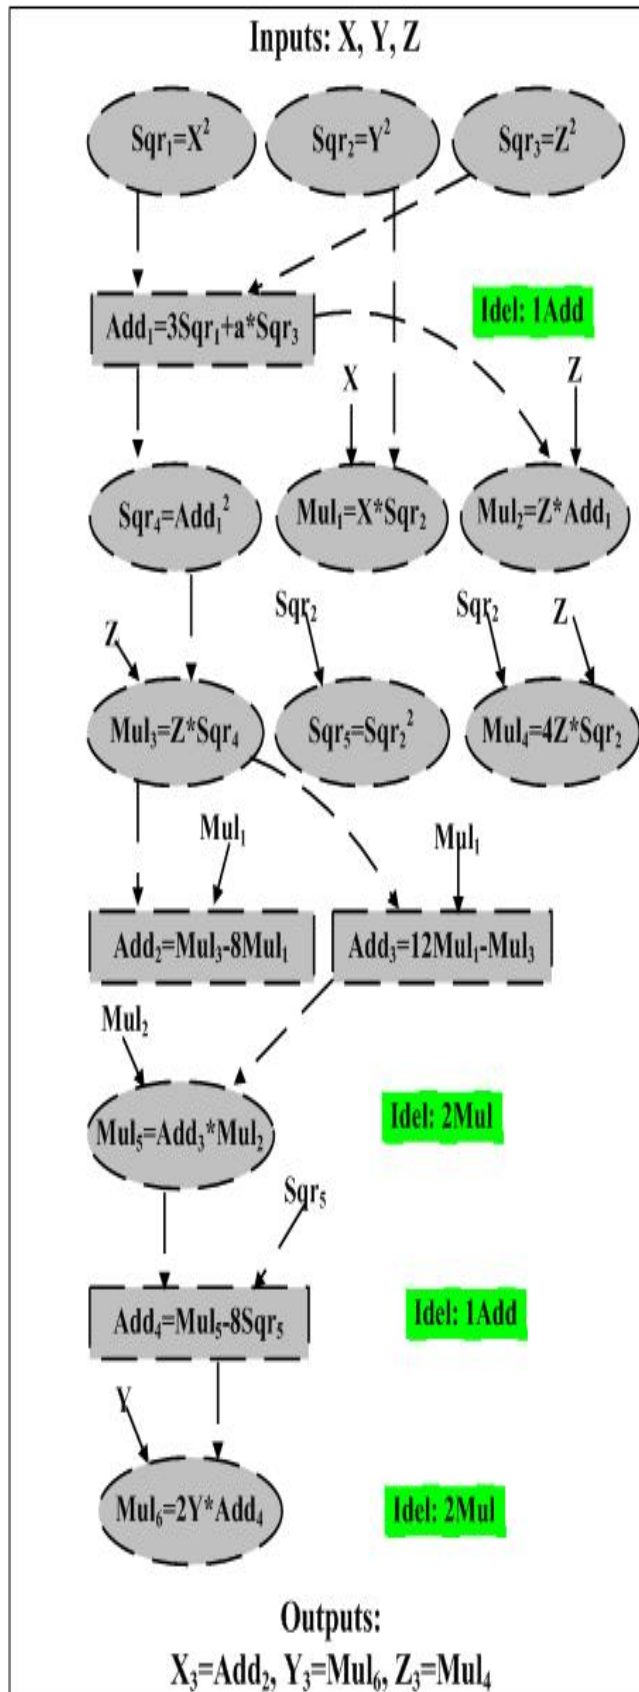 Inputs: X, Y, Z
Sqr₁=X²
Sqr₂=Y²
Sqr₃=Z²
Add₁=3Sqr₁+a*Sqr₃
Idel: 1Add
X
Z
Sqr₄=Add₁²
Mul₁=X*Sqr₂
Mul₂=Z*Add₁
Z
Sqr₂
Sqr₂
Z
Mul₃=Z*Sqr₄
Sqr₅=Sqr₂²
Mul₄=4Z*Sqr₂
Mul₁
Mul₁
Add₂=Mul₃-8Mul₁
Add₃=12Mul₁-Mul₃
Mul₂
Mul₅=Add₃*Mul₂
Idel: 2Mul
Sqr₅
Add₄=Mul₅-8Sqr₅
Idel: 1Add
Y
Mul₆=2Y*Add₄
Idel: 2Mul
Outputs:
X₃=Add₂, Y₃=Mul₆, Z₃=Mul₄